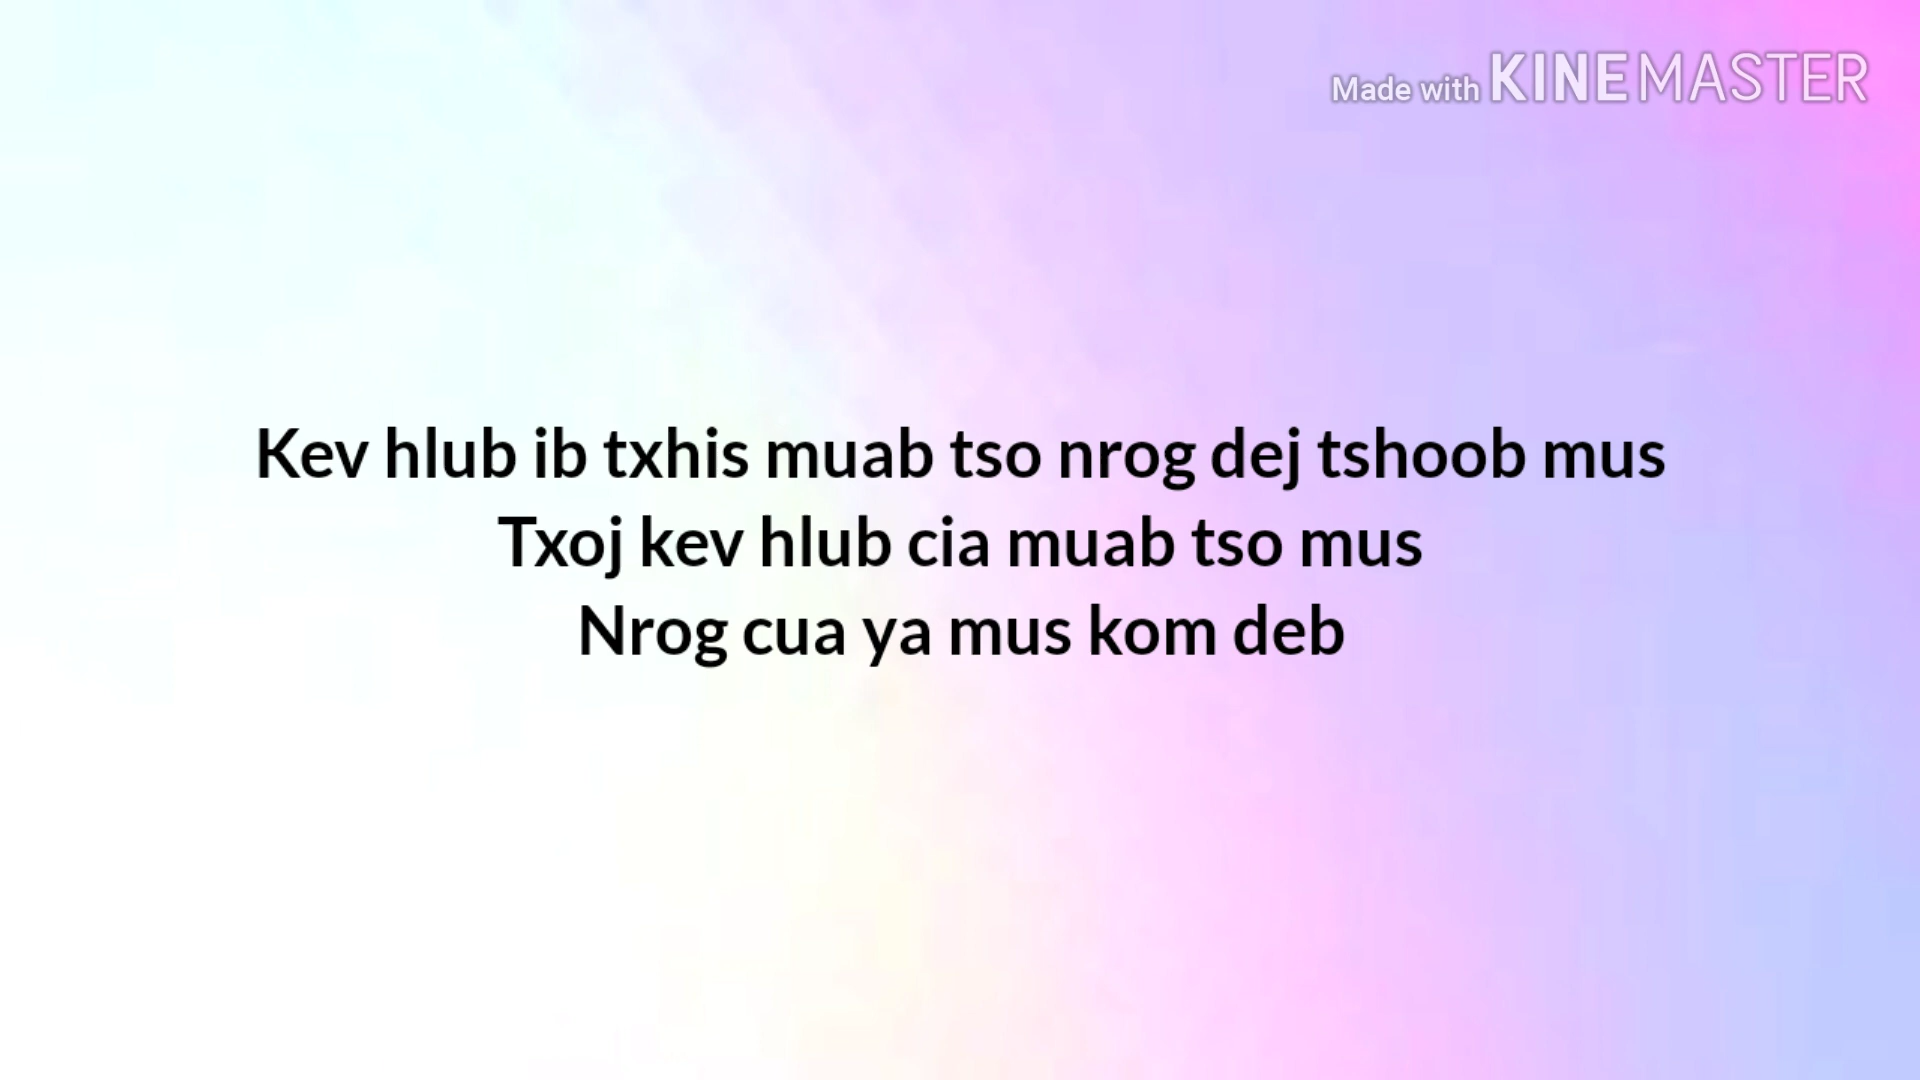 Made with KINEMASTER
Kev hlub ib txhis muab tso nrog dej tshoob mus
Txoj kev hlub cia muab tso mus
Nrog cua ya mus kom deb